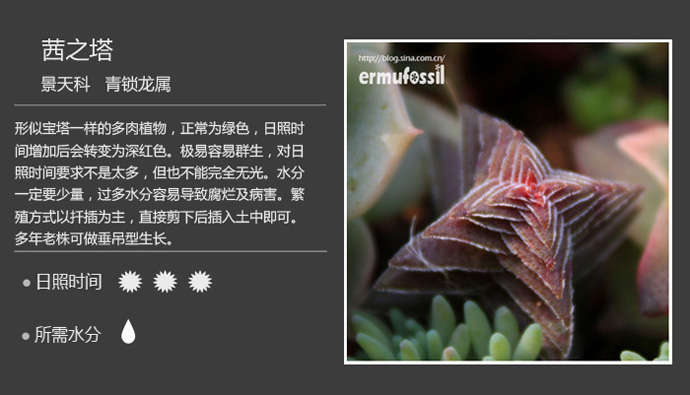 茜之塔
景天科 青锁龙属
形似宝塔一样的多肉植物，正常为绿色，日照时
间增加后会转变为深红色。极易容易群生，对日
照时间要求不是太多，但也不能完全无光。水分
一定要少量，过多水分容易导致腐烂及病害。繁
殖方式以扦插为主，直接剪下后插入土中即可。
多年老株可做垂吊型生长。
日照时间
所需水分
http://blog.sina.com.cn/
ermufossil